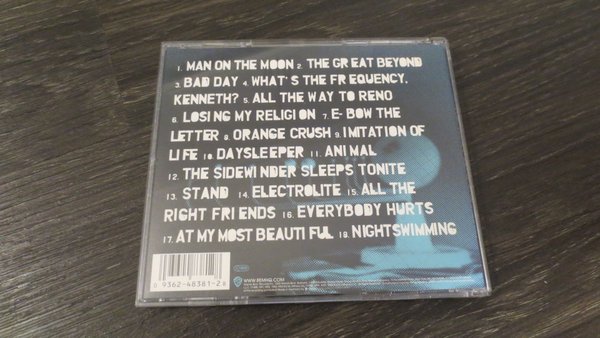 1. MAN ON THE MOON 2. THE GREAT BEYOND
3. BAD DAY 4. WHAT'S THE FREQUENCY,
KENNETH? 5. ALL THE WAY TO RENO
6. LOSING MY RELIGION 7. E-BOW THE
LETTER 8. ORANGE CRUSH 9. IMITATION OF
LIFE 10. DAYSLEEPER 11. ANIMAL
12. THE SIDEWINDER SLEEPS TONITE
13. STAND 14. ELECTROLITE 15. ALL THE
RIGHT FRIENDS 16. EVERYBODY HURTS
17. AT MY MOST BEAUTIFUL 18. NIGHTSWIMMING
WWW.REMHQ.COM
0 9362-48381-2